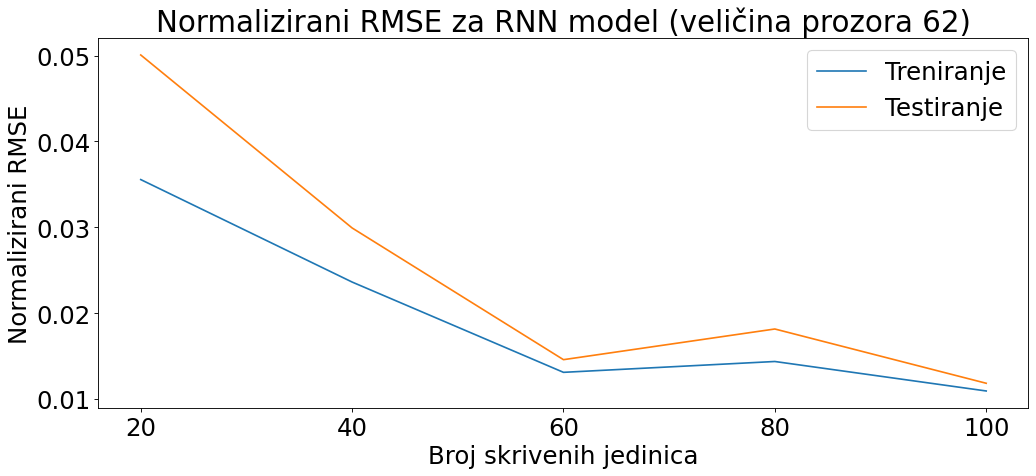 Normalizirani RMSE za RNN model (veličina prozora 62)
Treniranje
Testiranje
Normalizirani RMSE
0.05
0.04
0.03
0.02
0.01
20 40 60 80 100
Broj skrivenih jedinica